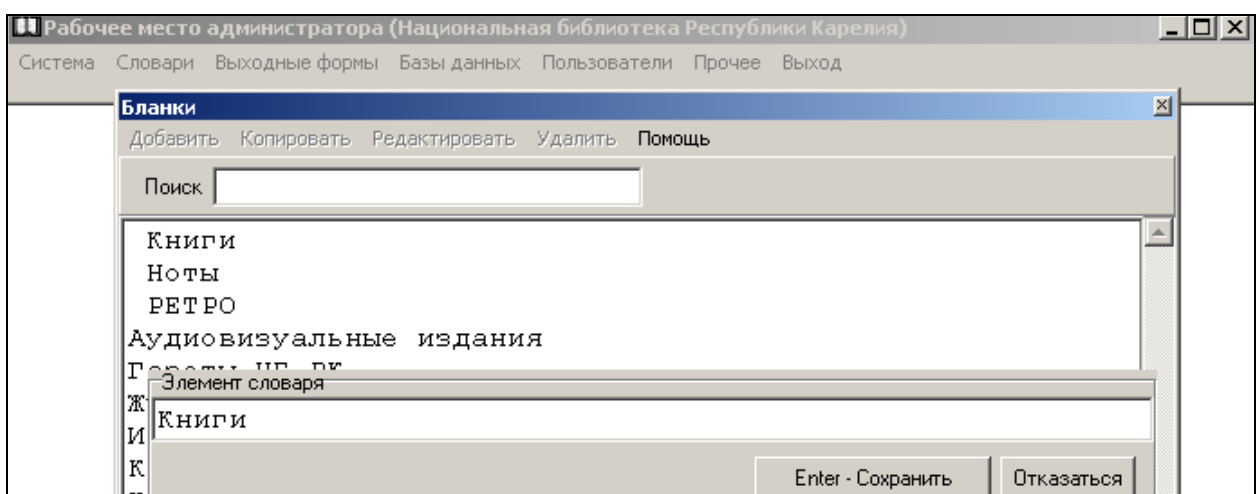 Рабочее место администратора (Национальная библиотека Республики Карелия)
Система Словари Выходные формы Базы данных Пользователи Прочее Выход
Бланки
Добавить Копировать Редактировать Удалить Помощь
Поиск
Книги
Ноты
РЕТРО
Аудиовизуальные издания
Элемент словаря
Ж
Книги
И
К
Enter - Сохранить Отказаться